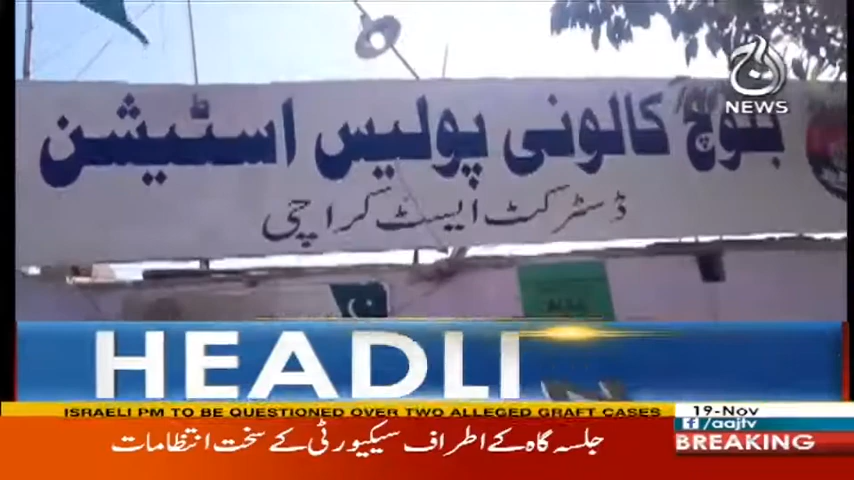 NEWS
بلوچ کالونی پولیس اسٹیشن
ڈسٹرکٹ ایسٹ کراچی
HEADLI
ISRAELI PM TO BE QUESTIONED OVER TWO ALLEGED GRAFT CASES
19-Nov
f/aajtv
جلسہ گاہ کے اطراف سیکیورٹی کے سخت انتظامات
BREAKING